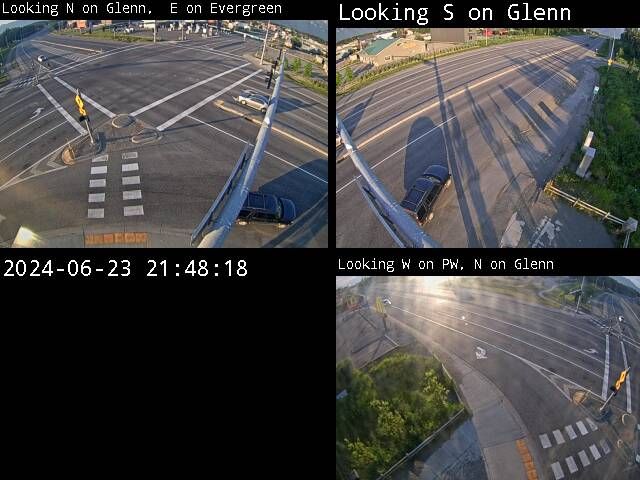 Looking N on Glenn,  E on Evergreen
Looking S on Glenn
2024-06-23 21:48:18
Looking W on PW, N on Glenn